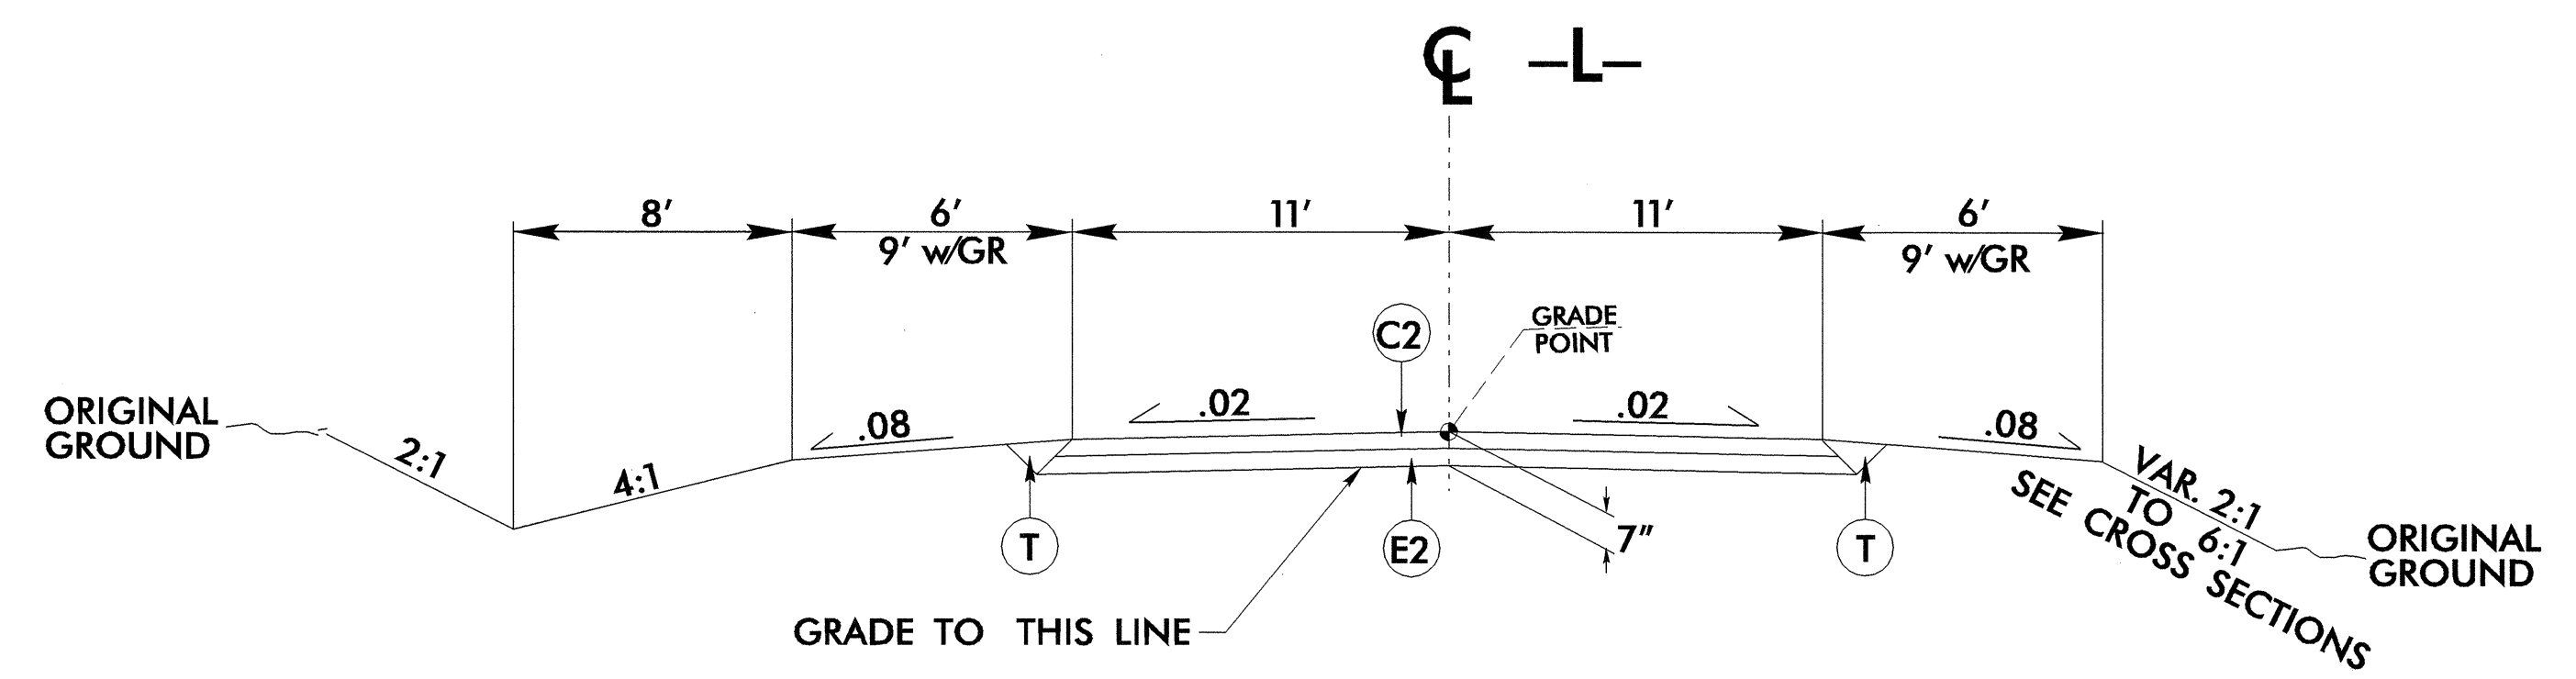 ℄ –L–
8' 6' 11' 11' 6'
9' w/GR 9' w/GR
GRADE
POINT
C2
.02 .02
.08 .08
ORIGINAL
GROUND
2:1
4:1
VAR. 2:1
TO 6:1
SEE CROSS SECTIONS
T E2 7" T
ORIGINAL
GROUND
GRADE TO THIS LINE